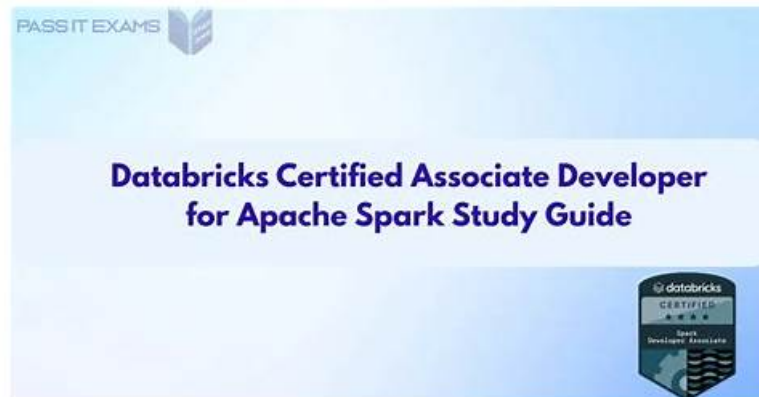 PASS IT EXAMS
Databricks Certified Associate Developer
for Apache Spark Study Guide
databricks
CERTIFIED
Spark
Developer Associate